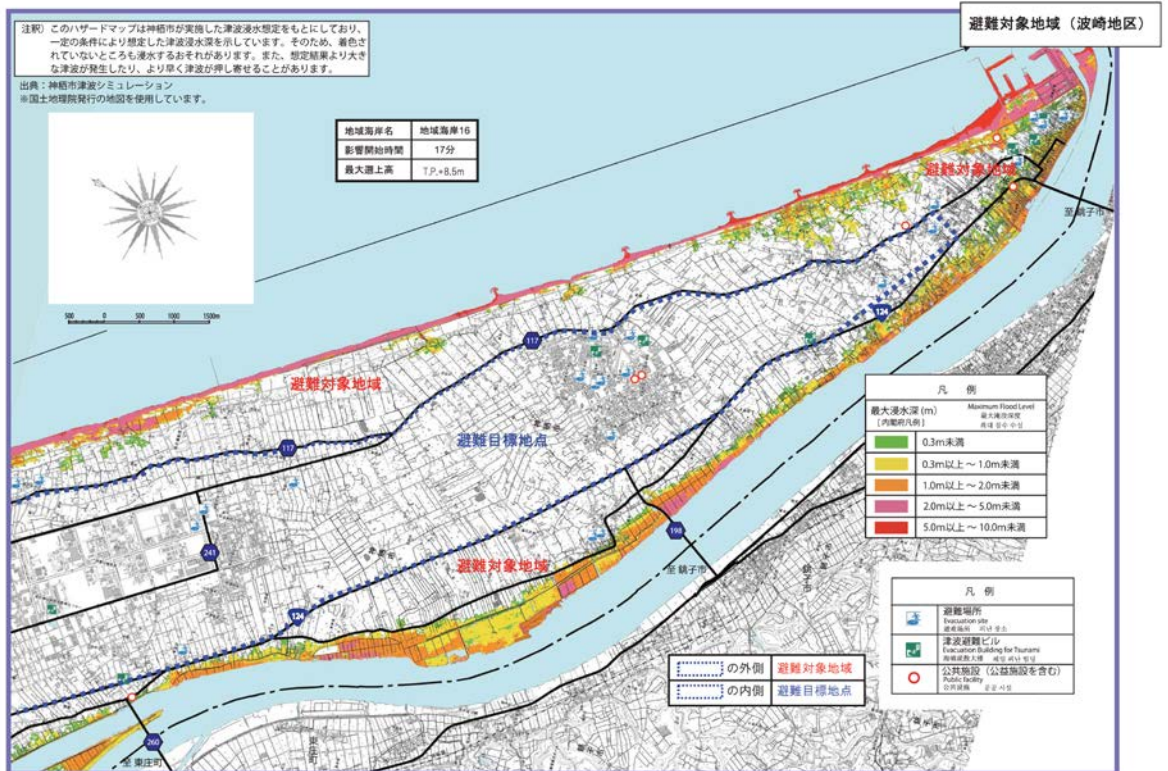 避難対象地域（波崎地区）
注釈）このハザードマップは神栖市が実施した津波浸水想定をもとにしており、
一定の条件により想定した津波浸水深を示しています。そのため、着色さ
れていないところも浸水するおそれがあります。また、想定結果より大き
な津波が発生したり、より早く津波が押し寄せることがあります。
出典：神栖市津波シミュレーション
※国土地理院発行の地図を使用しています。
地域海岸名 地域海岸16
影響開始時間 17分
最大遡上高 T.P.+8.5m
500 0 500 1000 1500m
避難対象地域
至 銚子市
124
117
避難対象地域
避難目標地点
117
241
198
至 銚子市
避難対象地域
124
260
至 東庄町
東庄町
銚子市
凡 例
最大浸水深 (m)
[内閣府凡例]
Maximum Flood Level
0.3m未満
0.3m以上 〜 1.0m未満
1.0m以上 〜 2.0m未満
2.0m以上 〜 5.0m未満
5.0m以上 〜 10.0m未満
凡 例
避難場所
Evacuation site
津波避難ビル
Evacuation Building for Tsunami
公共施設（公益施設を含む）
Public facility
の外側 避難対象地域
の内側 避難目標地点